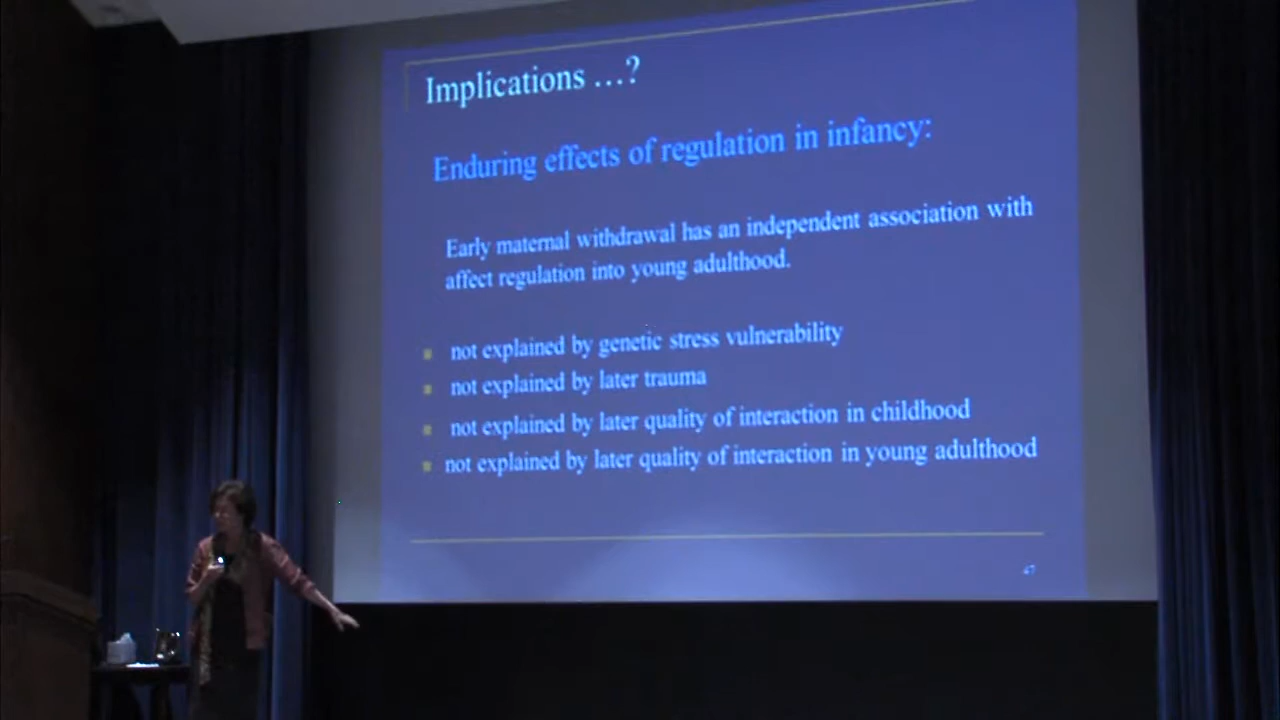 Implications ...?
Enduring effects of regulation in infancy:
Early maternal withdrawal has an independent association with
affect regulation into young adulthood.
not explained by genetic stress vulnerability
not explained by later trauma
not explained by later quality of interaction in childhood
not explained by later quality of interaction in young adulthood
47